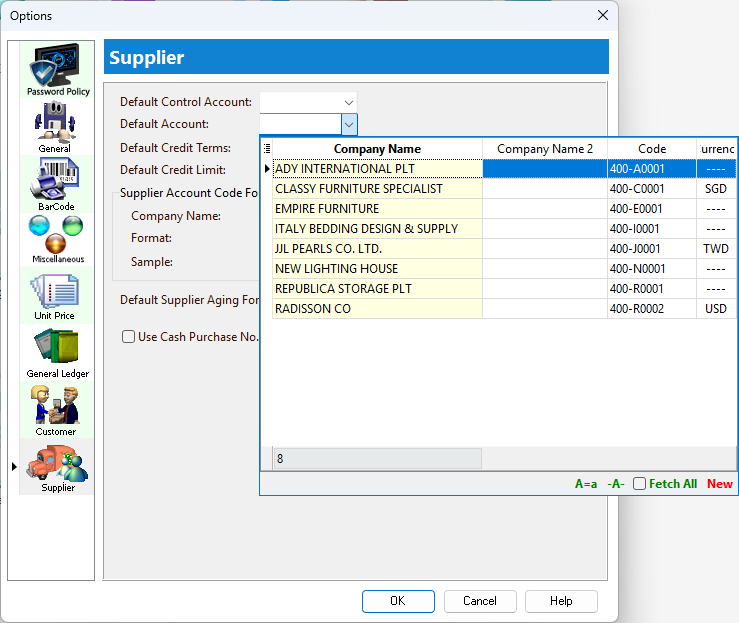 Options
Password Policy
General
BarCode
Miscellaneous
Unit Price
General Ledger
Customer
Supplier
Supplier
Default Control Account:
Default Account:
Default Credit Terms:
Default Credit Limit:
Supplier Account Code For
Company Name:
Format:
Sample:
Default Supplier Aging For
Use Cash Purchase No.
Company Name Company Name 2 Code urrenc
ADY INTERNATIONAL PLT 400-A0001 ----
CLASSY FURNITURE SPECIALIST 400-C0001 SGD
EMPIRE FURNITURE 400-E0001 ----
ITALY BEDDING DESIGN & SUPPLY 400-I0001 ----
JJL PEARLS CO. LTD. 400-J0001 TWD
NEW LIGHTING HOUSE 400-N0001 ----
REPUBLICA STORAGE PLT 400-R0001 ----
RADISSON CO 400-R0002 USD
8
A=a -A- Fetch All New
OK Cancel Help